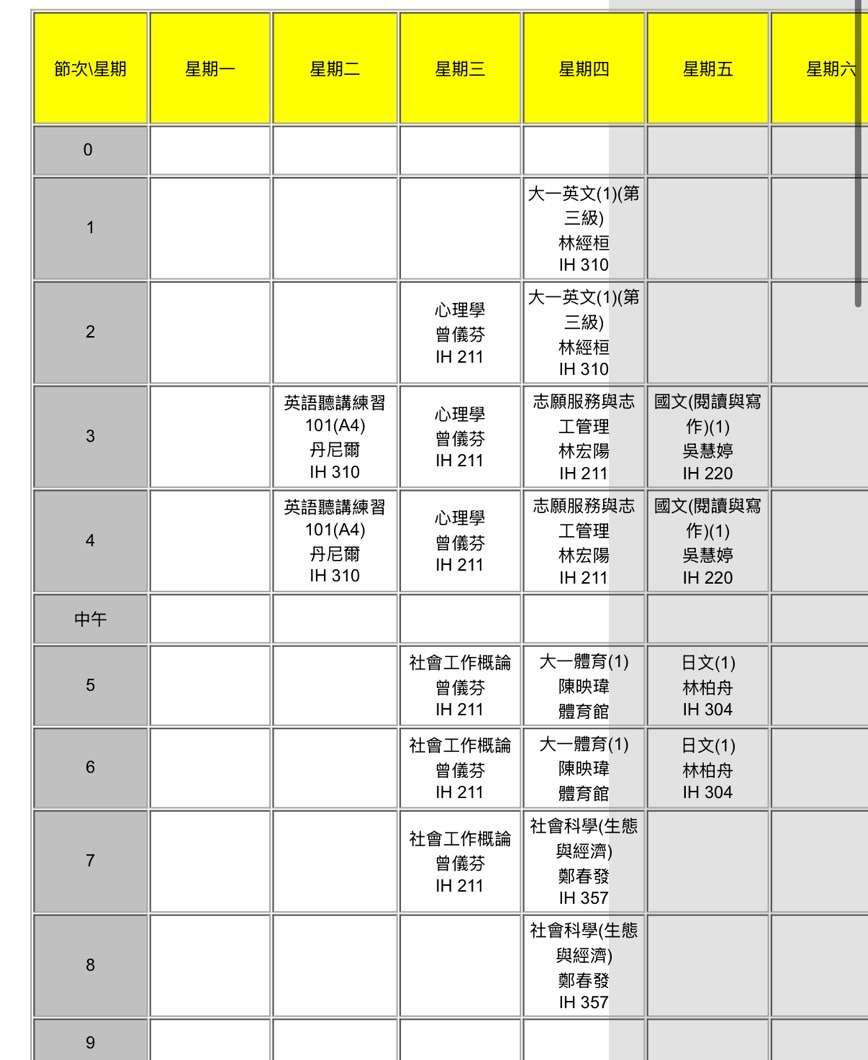 節次\星期 星期一 星期二 星期三 星期四 星期五 星期六
0
1
大一英文(1)(第
三級)
林經桓
IH 310
2
心理學
曾儀芬
IH 211
大一英文(1)(第
三級)
林經桓
IH 310
3
英語聽講練習
101(A4)
丹尼爾
IH 310
心理學
曾儀芬
IH 211
志願服務與志
工管理
林宏陽
IH 211
國文(閱讀與寫
作)(1)
吳慧婷
IH 220
4
英語聽講練習
101(A4)
丹尼爾
IH 310
心理學
曾儀芬
IH 211
志願服務與志
工管理
林宏陽
IH 211
國文(閱讀與寫
作)(1)
吳慧婷
IH 220
中午
5
社會工作概論
曾儀芬
IH 211
大一體育(1)
陳映瑋
體育館
日文(1)
林柏舟
IH 304
6
社會工作概論
曾儀芬
IH 211
大一體育(1)
陳映瑋
體育館
日文(1)
林柏舟
IH 304
7
社會工作概論
曾儀芬
IH 211
社會科學(生態
與經濟)
鄭春發
IH 357
8
社會科學(生態
與經濟)
鄭春發
IH 357
9